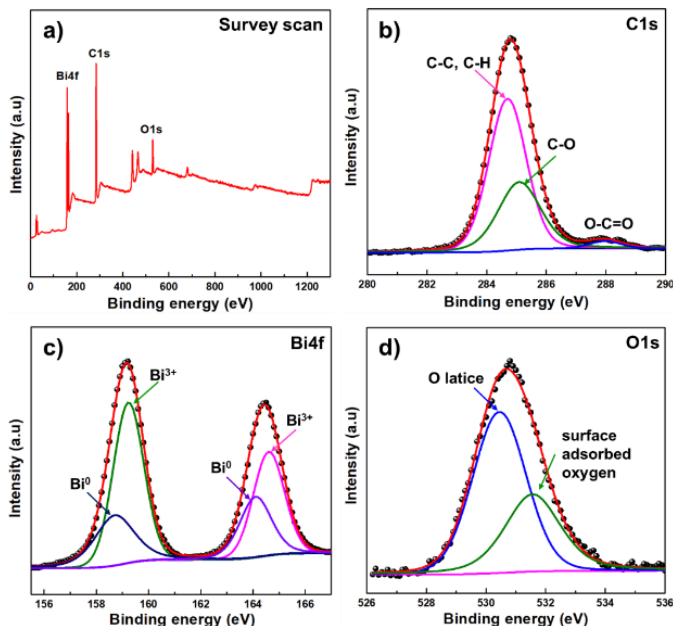 a) Survey scan
C1s
Bi4f
O1s
Intensity (a.u)
0 200 400 600 800 1000 1200
Binding energy (eV)
b) C1s
C-C, C-H
C-O
O-C=O
Intensity (a.u)
280 282 284 286 288 290
Binding energy (eV)
c) Bi4f
Bi3+
Bi3+
Bi0
Bi0
Intensity (a.u)
156 158 160 162 164 166
Binding energy (eV)
d) O1s
O latice
surface
adsorbed
oxygen
Intensity (a.u)
526 528 530 532 534 536
Binding energy (eV)